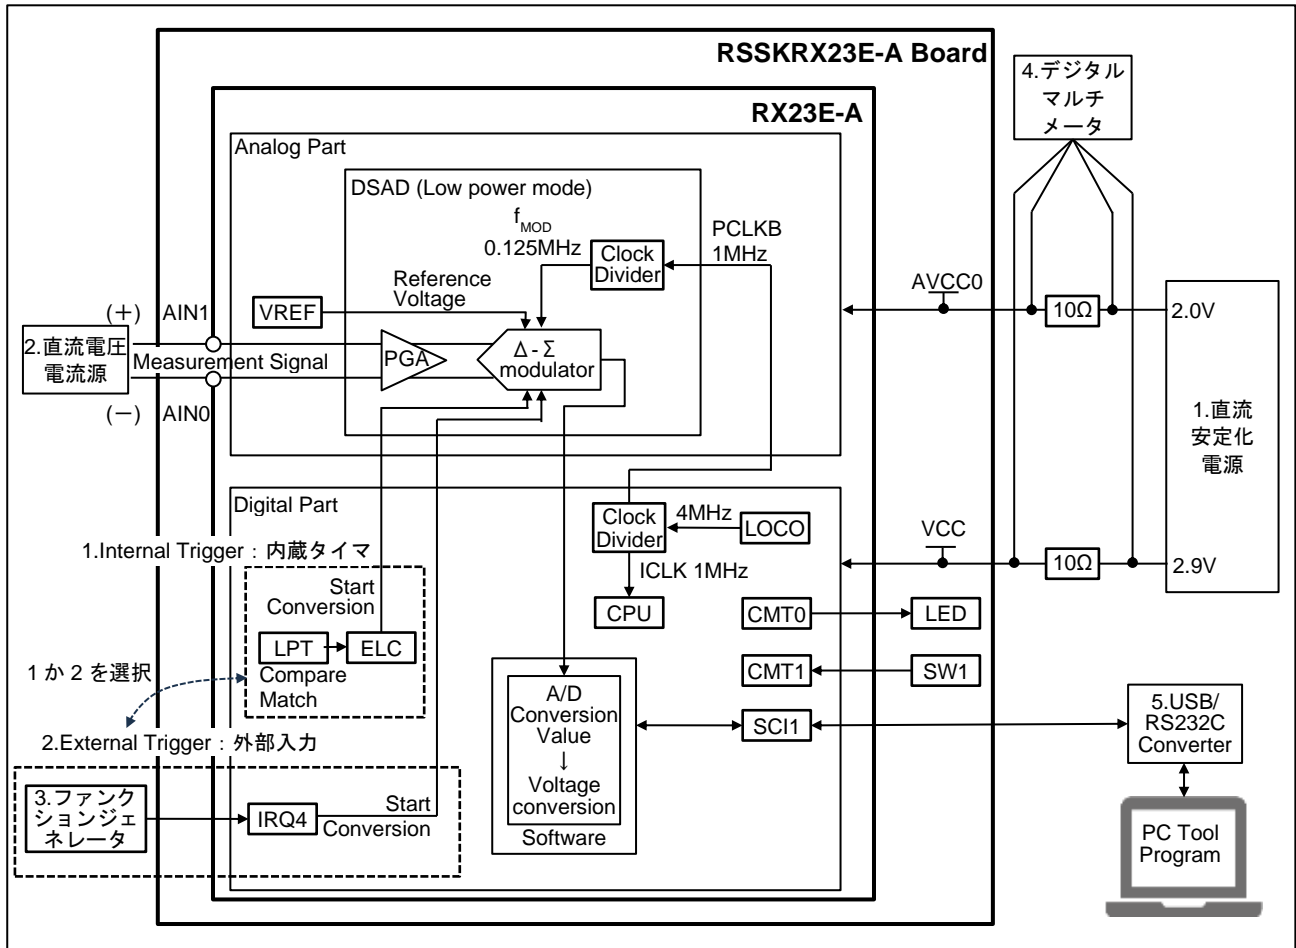 RSSKRX23E-A Board
RX23E-A
4.デジタル
マルチ
メータ
Analog Part
DSAD (Low power mode)
fMOD
0.125MHz
Clock
Divider
PCLKB
1MHz
Reference
Voltage
VREF
(+) AIN1
2.直流電圧
電流源
Measurement Signal
(-) AIN0
PGA
Δ-Σ
modulator
AVCC0
10Ω
2.0V
1.直流
安定化
電源
Digital Part
1.Internal Trigger：内蔵タイマ
Start
Conversion
LPT
ELC
Compare
Match
1 か 2 を選択
2.External Trigger：外部入力
3.ファンク
ションジェ
ネレータ
IRQ4
Start
Conversion
Clock
Divider
4MHz
LOCO
ICLK 1MHz
CPU
VCC
10Ω
2.9V
CMT0
LED
CMT1
SW1
SCI1
A/D
Conversion
Value
↓
Voltage
conversion
Software
5.USB/
RS232C
Converter
PC Tool
Program